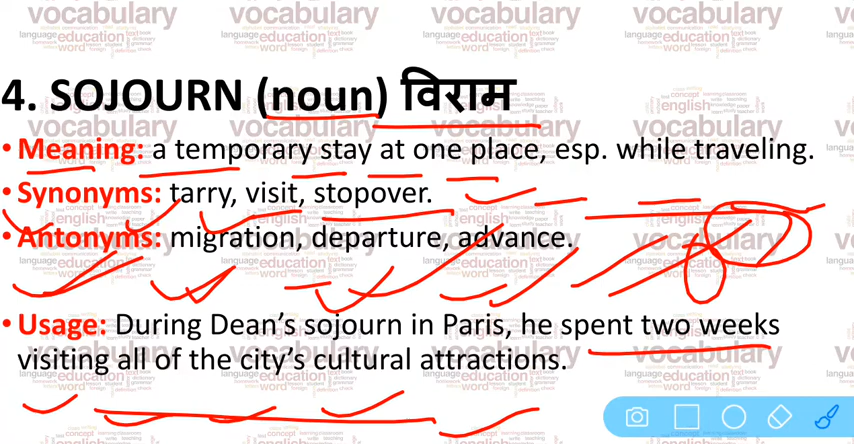 4. SOJOURN (noun) विराम
• Meaning: a temporary stay at one place, esp. while traveling.
• Synonyms: tarry, visit, stopover.
• Antonyms: migration, departure, advance.
• Usage: During Dean's sojourn in Paris, he spent two weeks
visiting all of the city's cultural attractions.